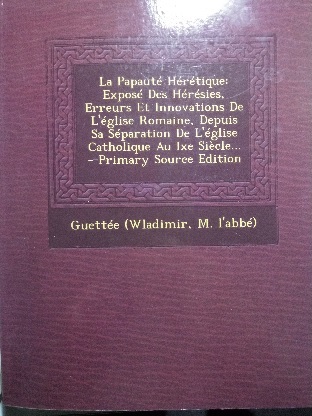 La Papauté Hérétique:
Exposé Des Hérésies,
Erreurs Et Innovations De
L'église Romaine, Depuis
Sa Séparation De L'église
Catholique Au Ixe Siècle...
- Primary Source Edition
Guettée (Wladimir, M. l'abbé)